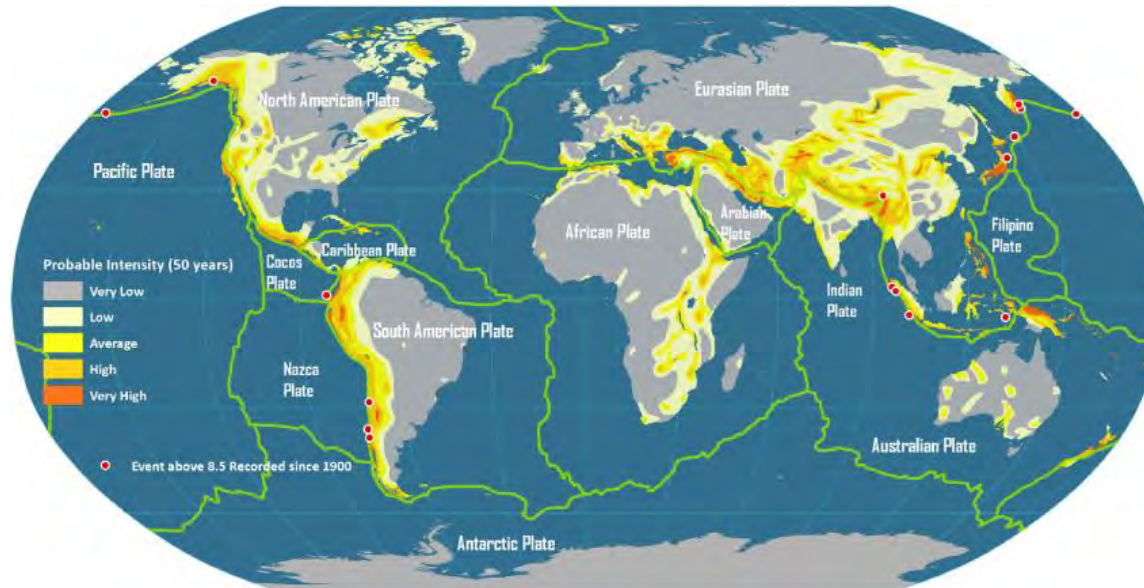 North American Plate
Eurasian Plate
Pacific Plate
African Plate
Arabian
Plate
Filipino
Plate
Caribbean Plate
Cocos
Plate
Indian
Plate
South American Plate
Nazca
Plate
Australian Plate
Antarctic Plate
Probable Intensity (50 years)
Very Low
Low
Average
High
Very High
Event above 8.5 Recorded since 1900